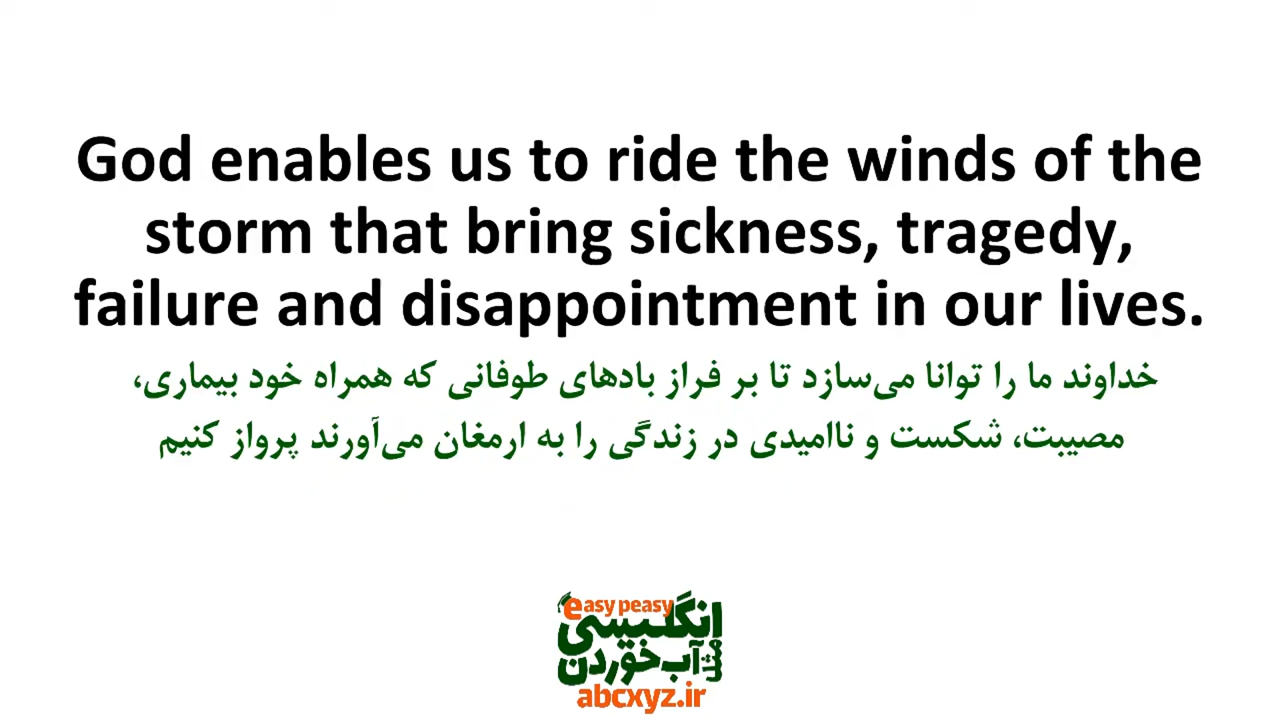 God enables us to ride the winds of the
storm that bring sickness, tragedy,
failure and disappointment in our lives.
خداوند ما را توانا می‌سازد تا بر فراز بادهای طوفانی که همراه خود بیماری،
مصیبت، شکست و ناامیدی در زندگی را به ارمغان می‌آورند پرواز کنیم
easy peasy
انگلیسی
مثل آب خوردن
abcxyz.ir